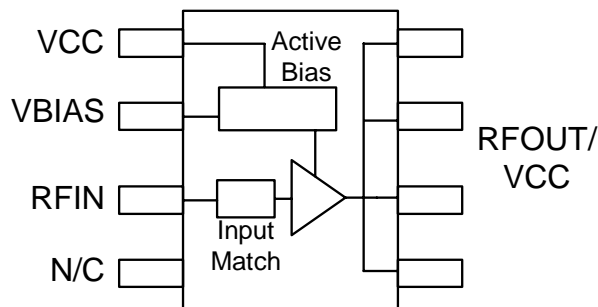 VCC
Active
Bias
VBIAS
RFOUT/
VCC
RFIN
Input
Match
N/C